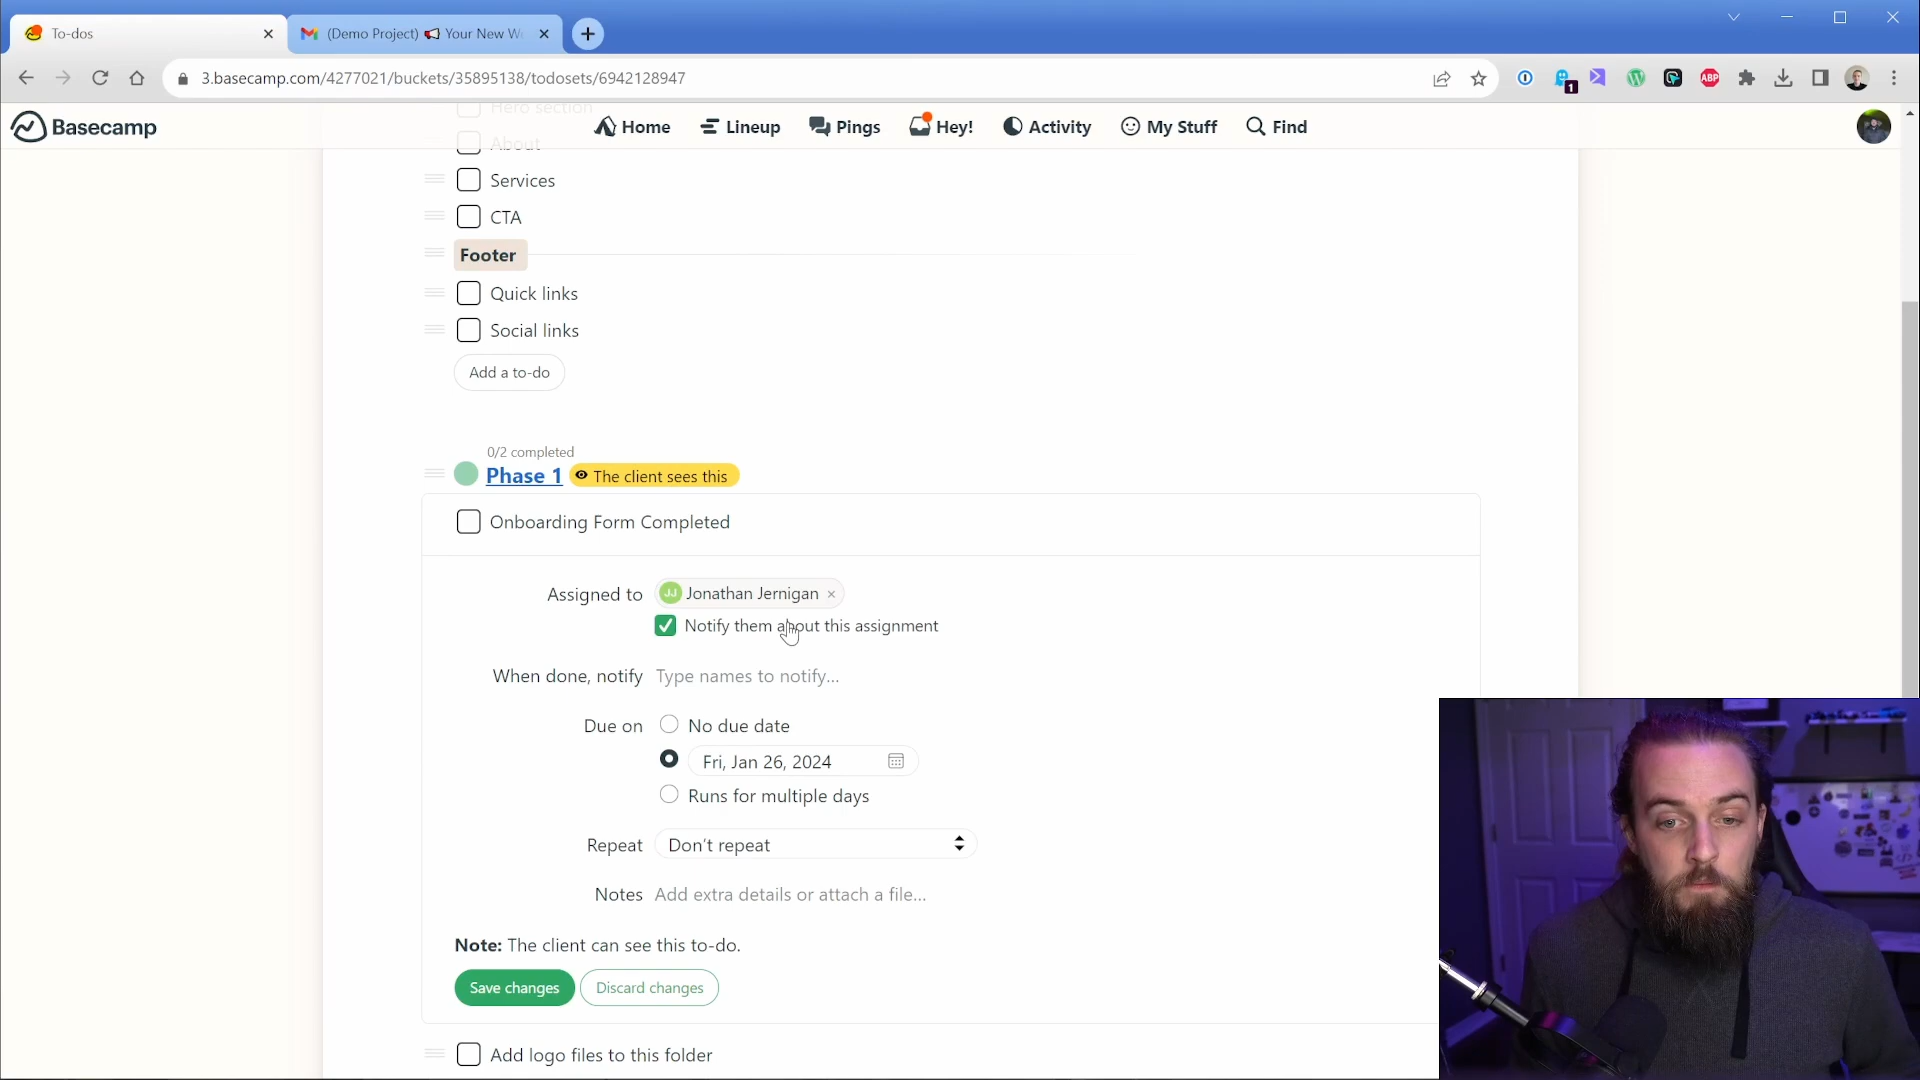 To-dos
(Demo Project) 📢 Your New W
3.basecamp.com/4277021/buckets/35895138/todosets/6942128947
1
ABP
Basecamp
Home
Lineup
Pings
Hey!
Activity
My Stuff
Find
Hero section
About
Services
CTA
Footer
Quick links
Social links
Add a to-do
0/2 completed
Phase 1
The client sees this
Onboarding Form Completed
Assigned to
JJ Jonathan Jernigan ×
Notify them about this assignment
When done, notify
Type names to notify…
Due on
No due date
Fri, Jan 26, 2024
Runs for multiple days
Repeat
Don't repeat
Notes
Add extra details or attach a file…
Note: The client can see this to-do.
Save changes
Discard changes
Add logo files to this folder